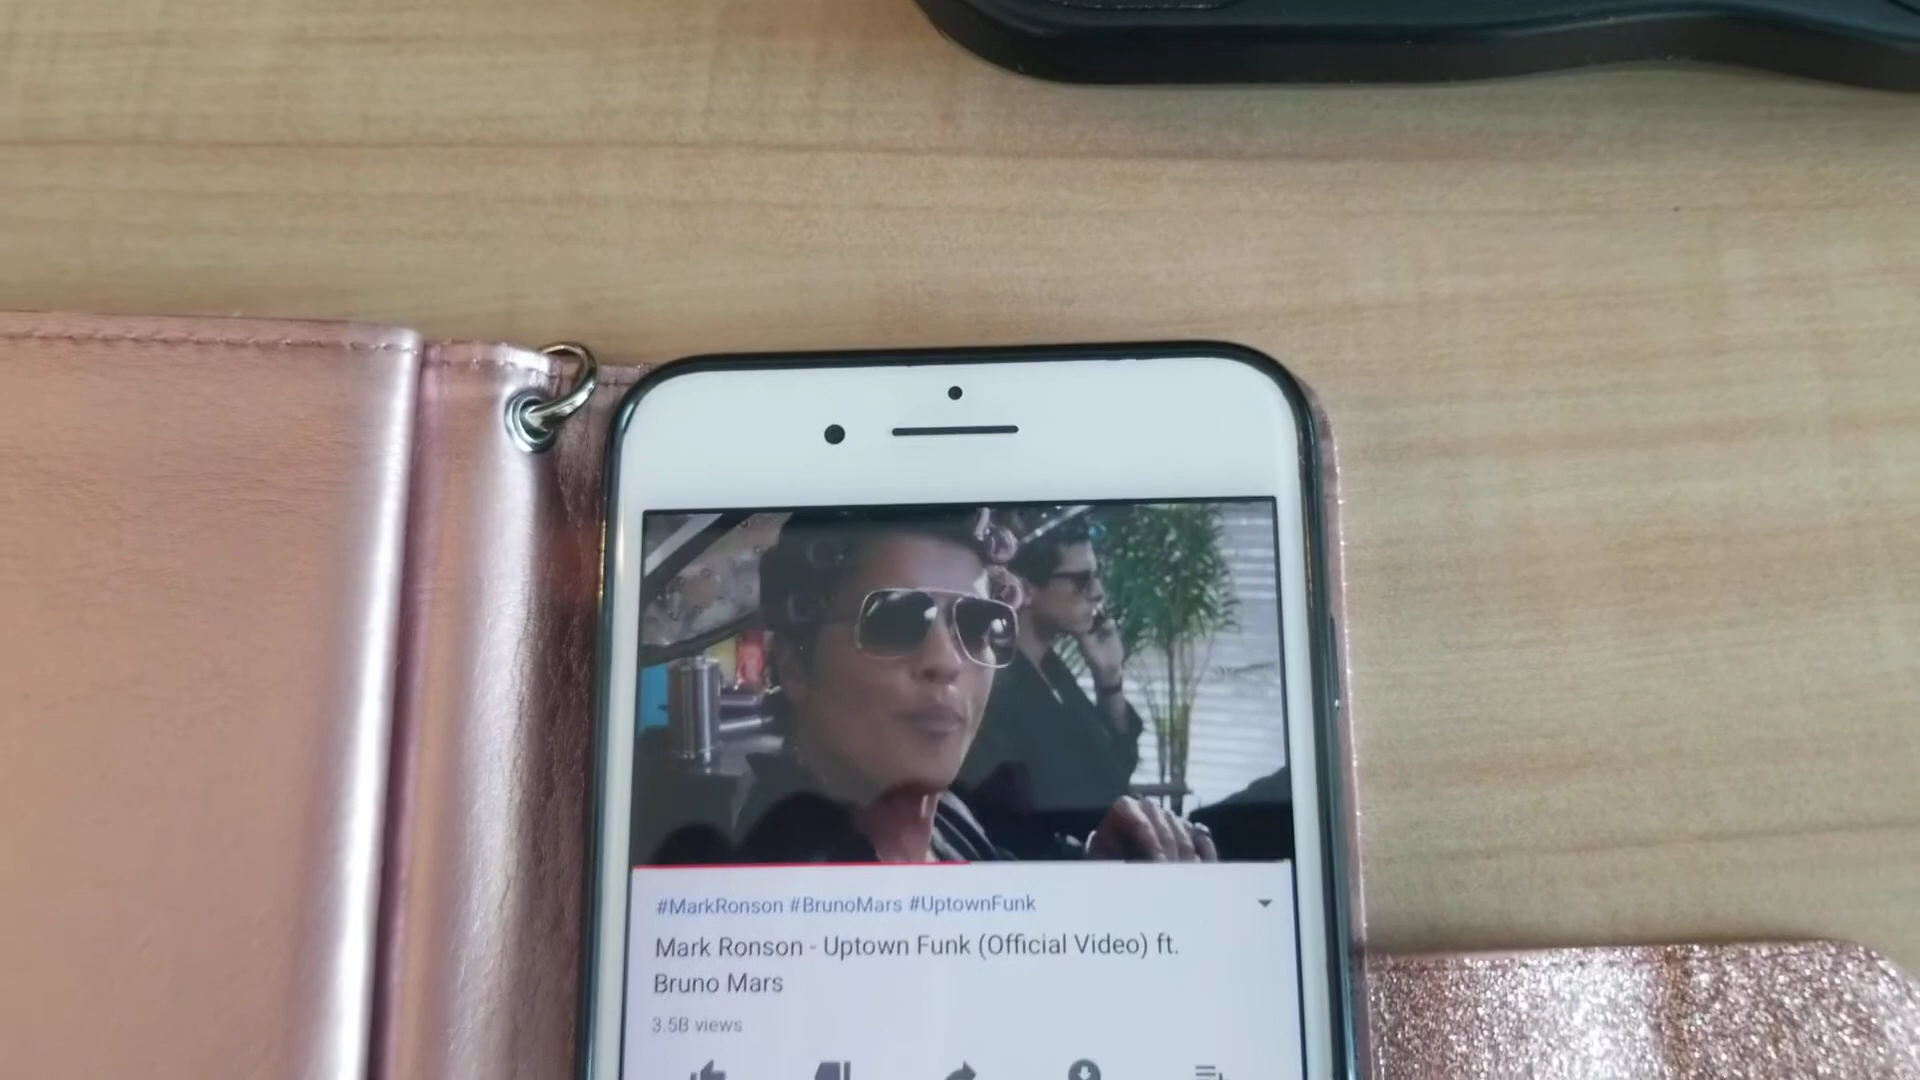 #MarkRonson #BrunoMars #UptownFunk
Mark Ronson - Uptown Funk (Official Video) ft.
Bruno Mars
3.5B views